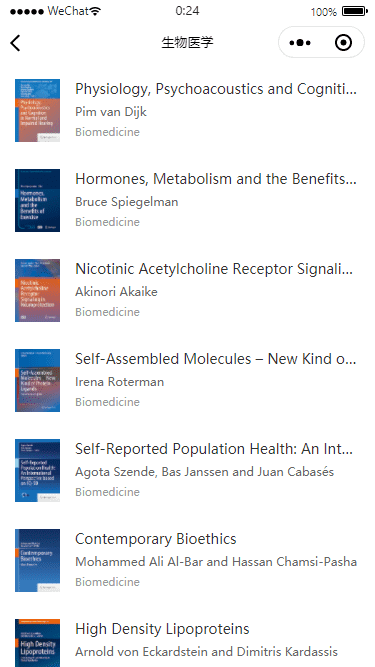 WeChat
0:24
100%
生物医学
Physiology, Psychoacoustics and Cogniti...
Pim van Dijk
Biomedicine
Hormones, Metabolism and the Benefits...
Bruce Spiegelman
Biomedicine
Nicotinic Acetylcholine Receptor Signali...
Akinori Akaike
Biomedicine
Self-Assembled Molecules – New Kind o...
Irena Roterman
Biomedicine
Self-Reported Population Health: An Int...
Agota Szende, Bas Janssen and Juan Cabasés
Biomedicine
Contemporary Bioethics
Mohammed Ali Al-Bar and Hassan Chamsi-Pasha
Biomedicine
High Density Lipoproteins
Arnold von Eckardstein and Dimitris Kardassis